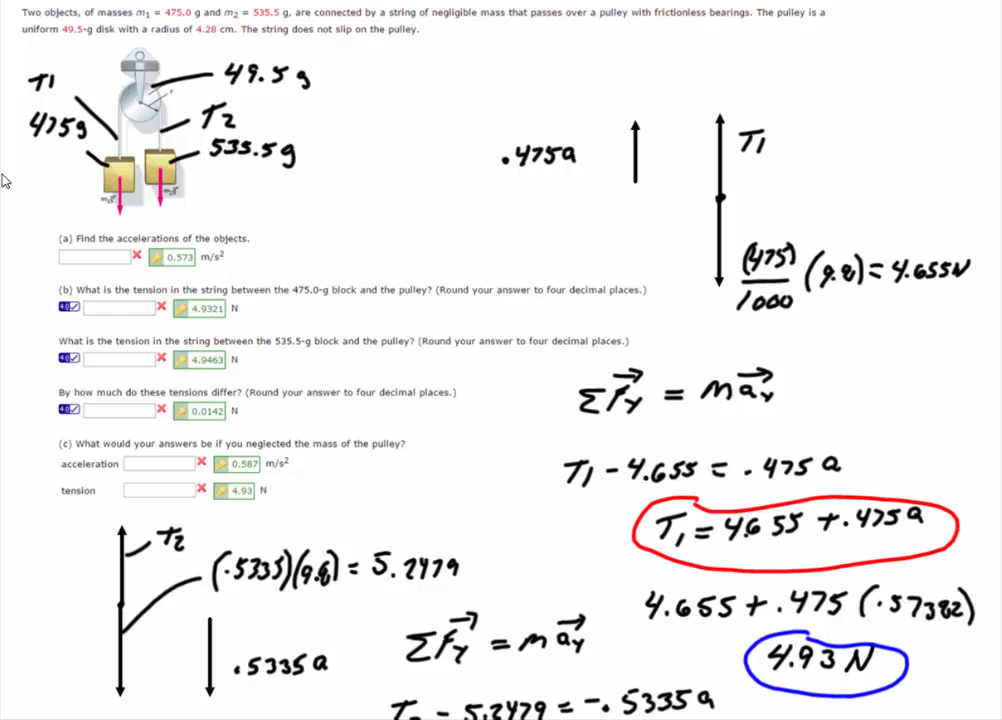 Two objects, of masses m₁ = 475.0 g and m₂ = 535.5 g, are connected by a string of negligible mass that passes over a pulley with frictionless bearings. The pulley is a
uniform 49.5-g disk with a radius of 4.28 cm. The string does not slip on the pulley.
T1
49.5 g
475g
T2
535.5g
.475a
T1
(475)/1000 (9.8) = 4.655N
(a) Find the accelerations of the objects.
0.573 m/s²
(b) What is the tension in the string between the 475.0-g block and the pulley? (Round your answer to four decimal places.)
4.9321 N
What is the tension in the string between the 535.5-g block and the pulley? (Round your answer to four decimal places.)
4.9463 N
By how much do these tensions differ? (Round your answer to four decimal places.)
0.0142 N
(c) What would your answers be if you neglected the mass of the pulley?
acceleration 0.587 m/s²
tension 4.93 N
ΣFy = may
T1 - 4.655 = .475a
T1 = 4.655 + .475a
4.655 + .475 (.57382)
4.93 N
T2
(.5335)(9.8) = 5.2479
.5335a
ΣFy = may
- 5.2479 = -.5335a